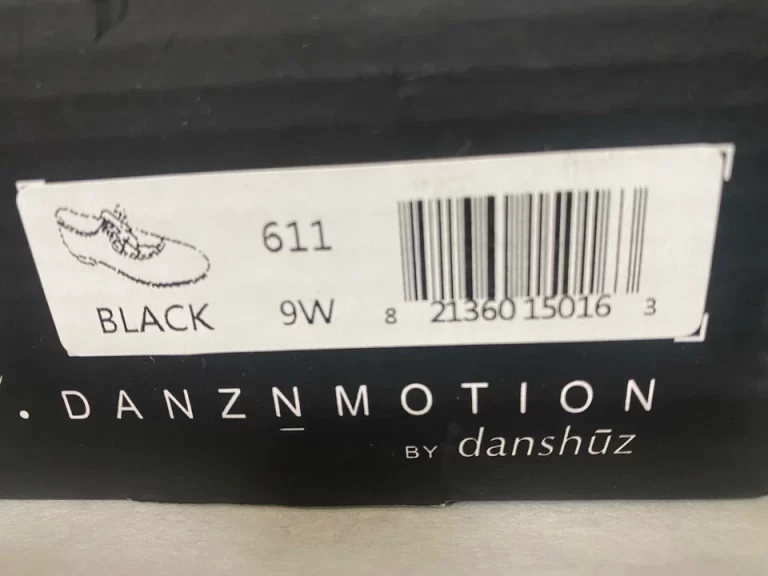 611
BLACK 9W
8 21360 15016 3
DANZNMOTION
BY danshūz